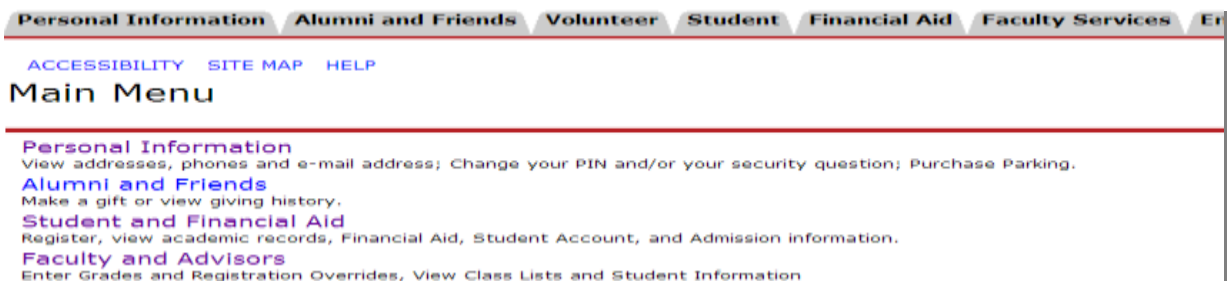 Personal Information Alumni and Friends Volunteer Student Financial Aid Faculty Services
ACCESSIBILITY SITE MAP HELP
Main Menu
Personal Information
View addresses, phones and e-mail address; Change your PIN and/or your security question; Purchase Parking.
Alumni and Friends
Make a gift or view giving history.
Student and Financial Aid
Register, view academic records, Financial Aid, Student Account, and Admission information.
Faculty and Advisors
Enter Grades and Registration Overrides, View Class Lists and Student Information